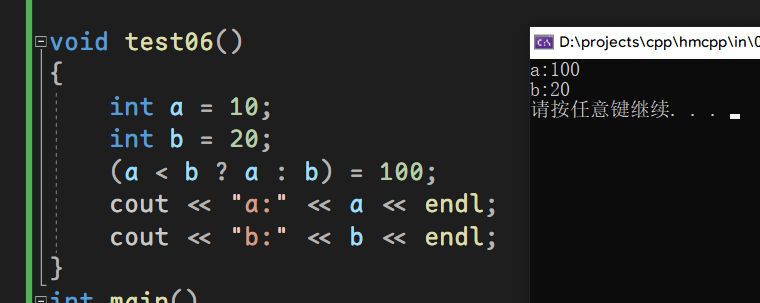 void test06()
{
int a = 10;
int b = 20;
(a < b ? a : b) = 100;
cout << "a:" << a << endl;
cout << "b:" << b << endl;
}
int main()
D:\projects\cpp\hmcpp\in\0
a:100
b:20
请按任意键继续. . .